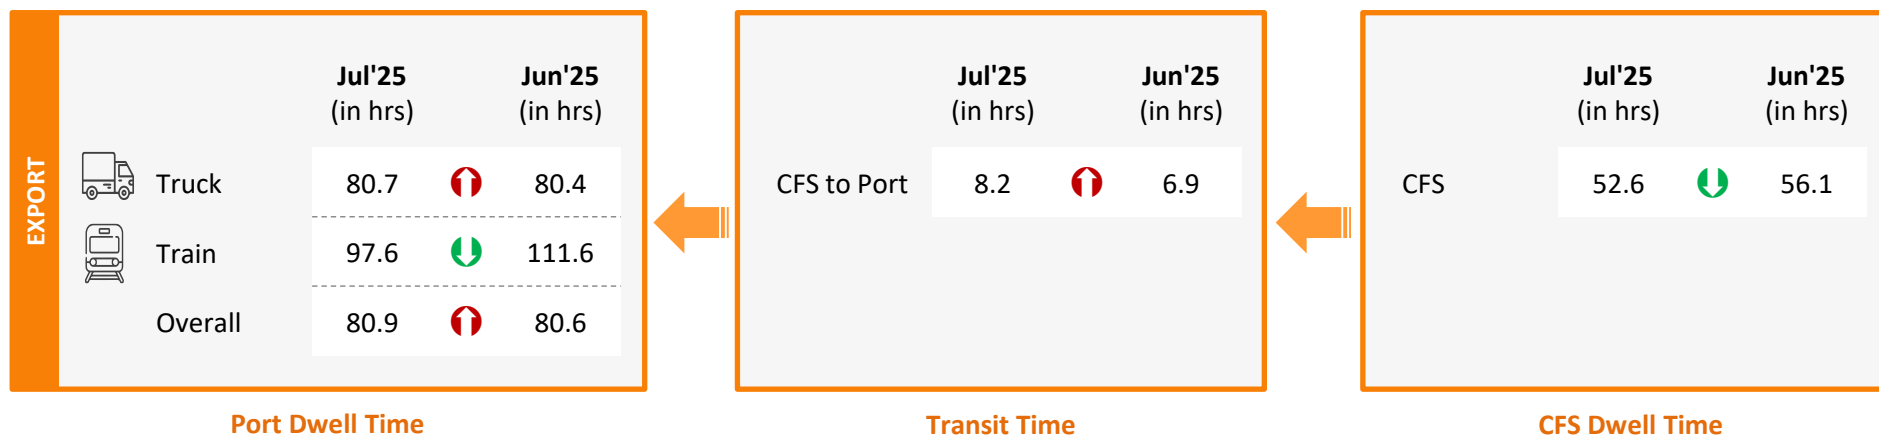 EXPORT
Jul'25 Jun'25
(in hrs) (in hrs)
Truck 80.7 80.4
Train 97.6 111.6
Overall 80.9 80.6
Port Dwell Time
Jul'25 Jun'25
(in hrs) (in hrs)
CFS to Port 8.2 6.9
Transit Time
Jul'25 Jun'25
(in hrs) (in hrs)
CFS 52.6 56.1
CFS Dwell Time